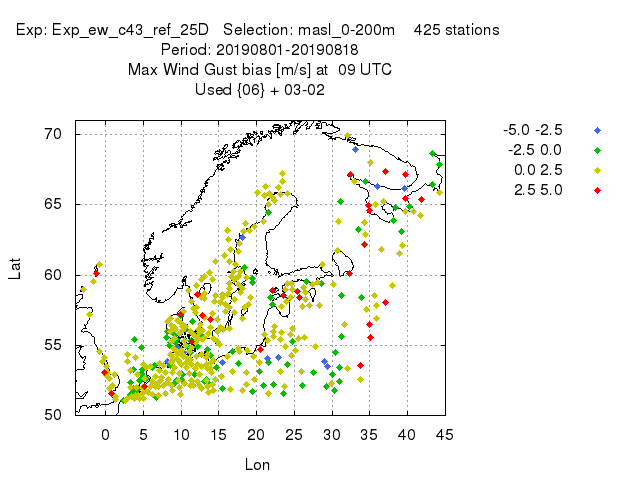 Exp: Exp_ew_c43_ref_25D   Selection: masl_0-200m    425 stations
Period: 20190801-20190818
Max Wind Gust bias [m/s] at  09 UTC
Used {06} + 03-02
-5.0 -2.5
-2.5 0.0
0.0 2.5
2.5 5.0
70
65
60
55
50
Lat
0 5 10 15 20 25 30 35 40 45
Lon